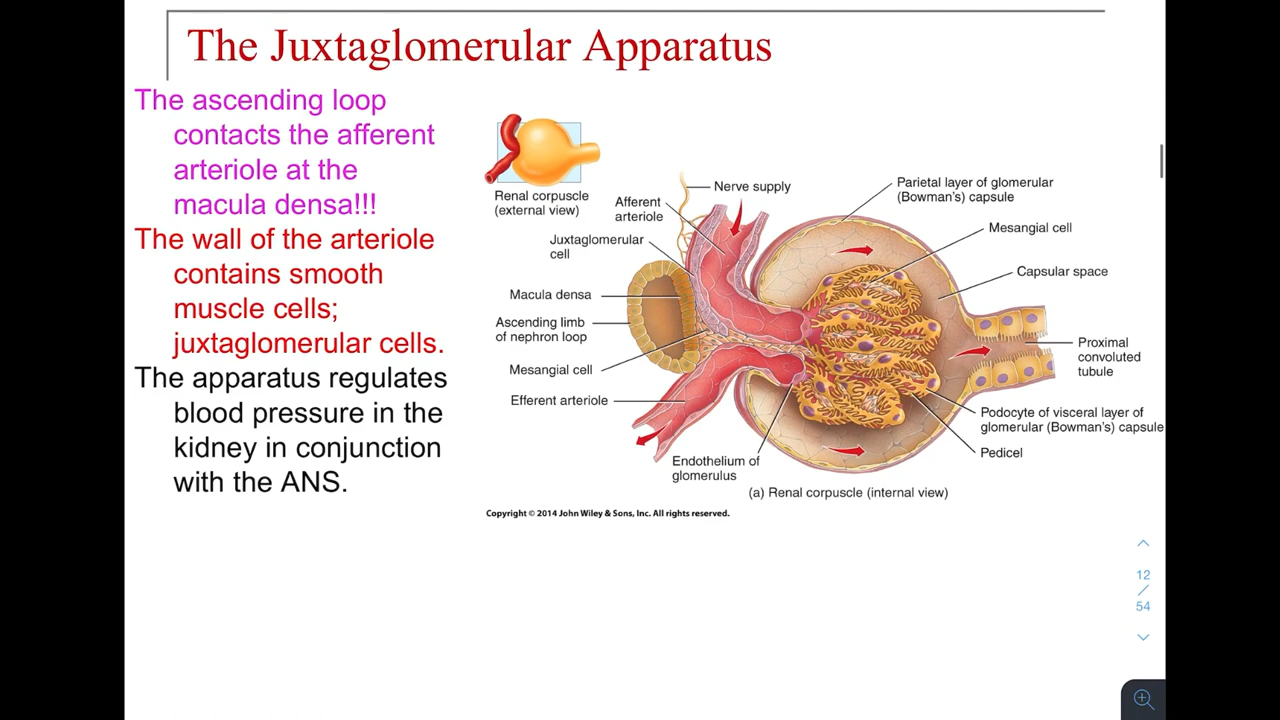 The Juxtaglomerular Apparatus
The ascending loop
contacts the afferent
arteriole at the
macula densa!!!
The wall of the arteriole
contains smooth
muscle cells;
juxtaglomerular cells.
The apparatus regulates
blood pressure in the
kidney in conjunction
with the ANS.
Renal corpuscle
(external view)
Nerve supply
Afferent
arteriole
Juxtaglomerular
cell
Macula densa
Ascending limb
of nephron loop
Mesangial cell
Efferent arteriole
Endothelium of
glomerulus
Parietal layer of glomerular
(Bowman's) capsule
Mesangial cell
Capsular space
Proximal
convoluted
tubule
Podocyte of visceral layer of
glomerular (Bowman's) capsule
Pedicel
(a) Renal corpuscle (internal view)
Copyright © 2014 John Wiley & Sons, Inc. All rights reserved.
12
/
54